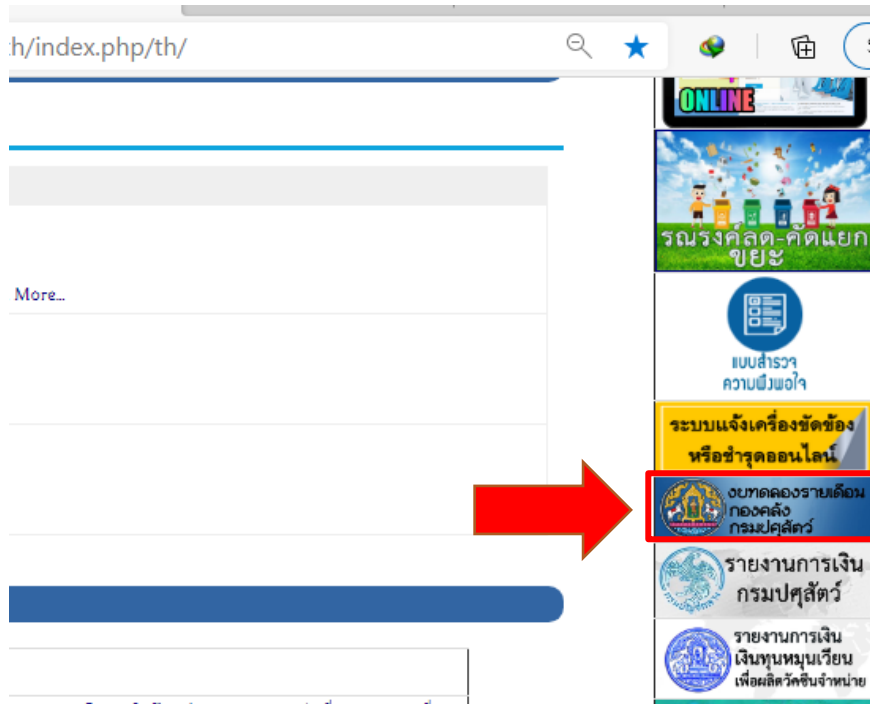 :h/index.php/th/
ONLINE
รณรงค์ลด-คัดแยก
ขยะ
More...
แบบสำรวจ
ความพึงพอใจ
ระบบแจ้งเครื่องขัดข้อง
หรือชำรุดออนไลน์
งบทดลองรายเดือน
กองคลัง
กรมปศุสัตว์
รายงานการเงิน
กรมปศุสัตว์
รายงานการเงิน
เงินทุนหมุนเวียน
เพื่อผลิตวัคซีนจำหน่าย